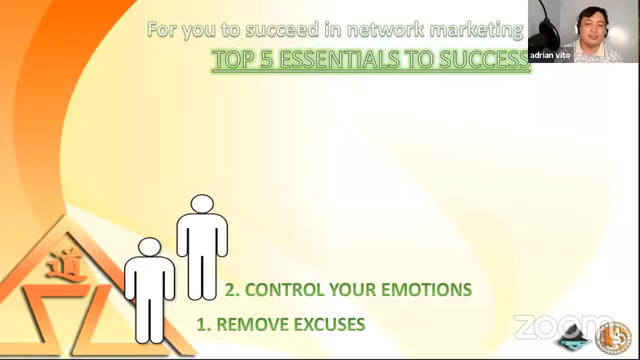 For you to succeed in network marketing
TOP 5 ESSENTIALS TO SUCCESS
adrian vito
道
2. CONTROL YOUR EMOTIONS
1. REMOVE EXCUSES
zoom